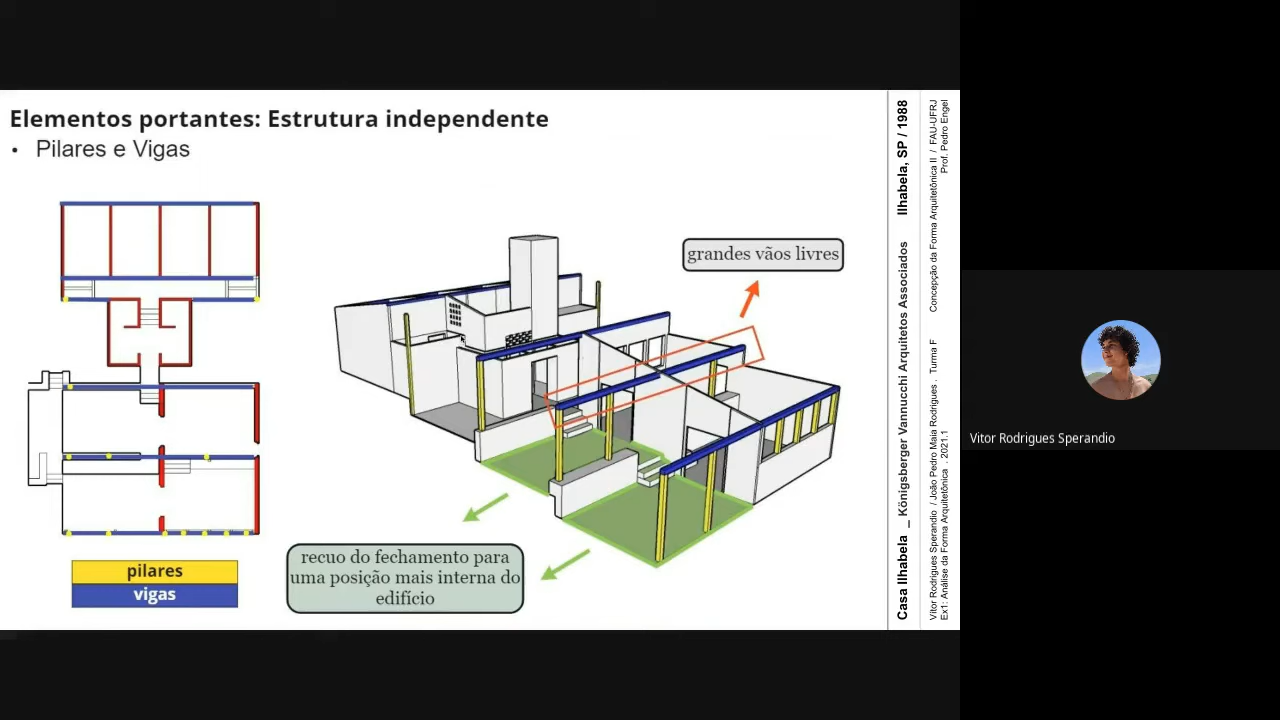 Elementos portantes: Estrutura independente
• Pilares e Vigas
grandes vãos livres
recuo do fechamento para
uma posição mais interna do
edifício
pilares
vigas
Casa Ilhabela _ Königsberger Vannucchi Arquitetos Associados Ilhabela, SP / 1988
Vitor Rodrigues Sperandio / João Pedro Maia Rodrigues . Turma F Concepção da Forma Arquitetônica II / FAU-UFRJ
Ex1: Análise da Forma Arquitetônica . 2021.1 Prof. Pedro Engel
Vitor Rodrigues Sperandio